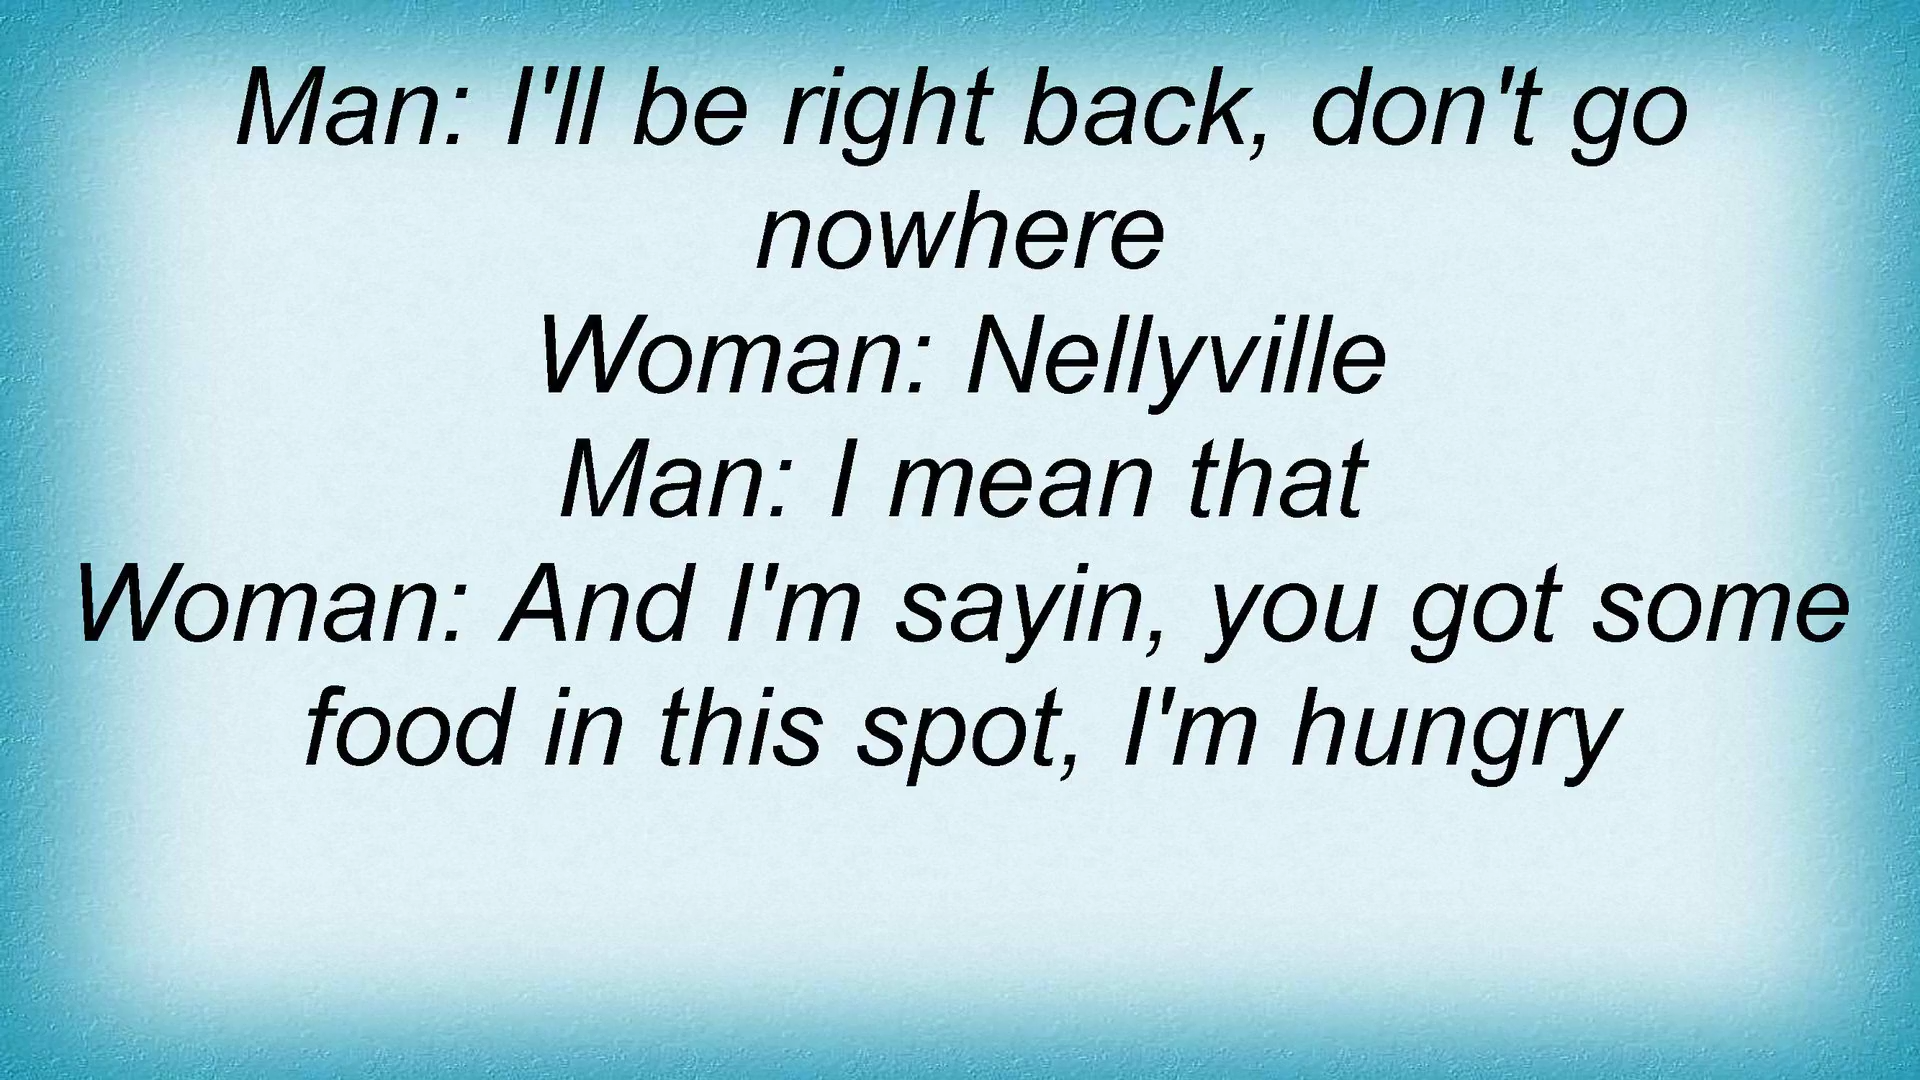 Man: I'll be right back, don't go
nowhere
Woman: Nellyville
Man: I mean that
Woman: And I'm sayin, you got some
food in this spot, I'm hungry